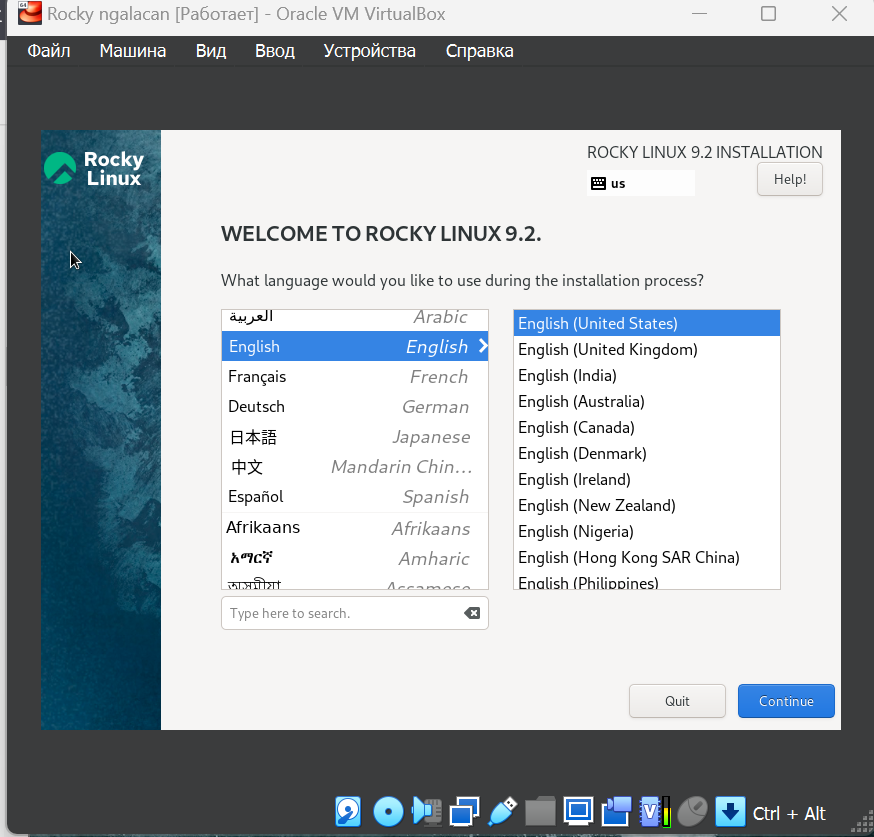 Rocky ngalacan [Работает] - Oracle VM VirtualBox
Файл Машина Вид Ввод Устройства Справка
Rocky
Linux
ROCKY LINUX 9.2 INSTALLATION
us
Help!
WELCOME TO ROCKY LINUX 9.2.
What language would you like to use during the installation process?
العربية Arabic
English English
Français French
Deutsch German
日本語 Japanese
中文 Mandarin Chin...
Español Spanish
Afrikaans Afrikaans
አማርኛ Amharic
অসমীয়া Assamese
Type here to search.
English (United States)
English (United Kingdom)
English (India)
English (Australia)
English (Canada)
English (Denmark)
English (Ireland)
English (New Zealand)
English (Nigeria)
English (Hong Kong SAR China)
English (Philippines)
Quit
Continue
64
V
Ctrl + Alt